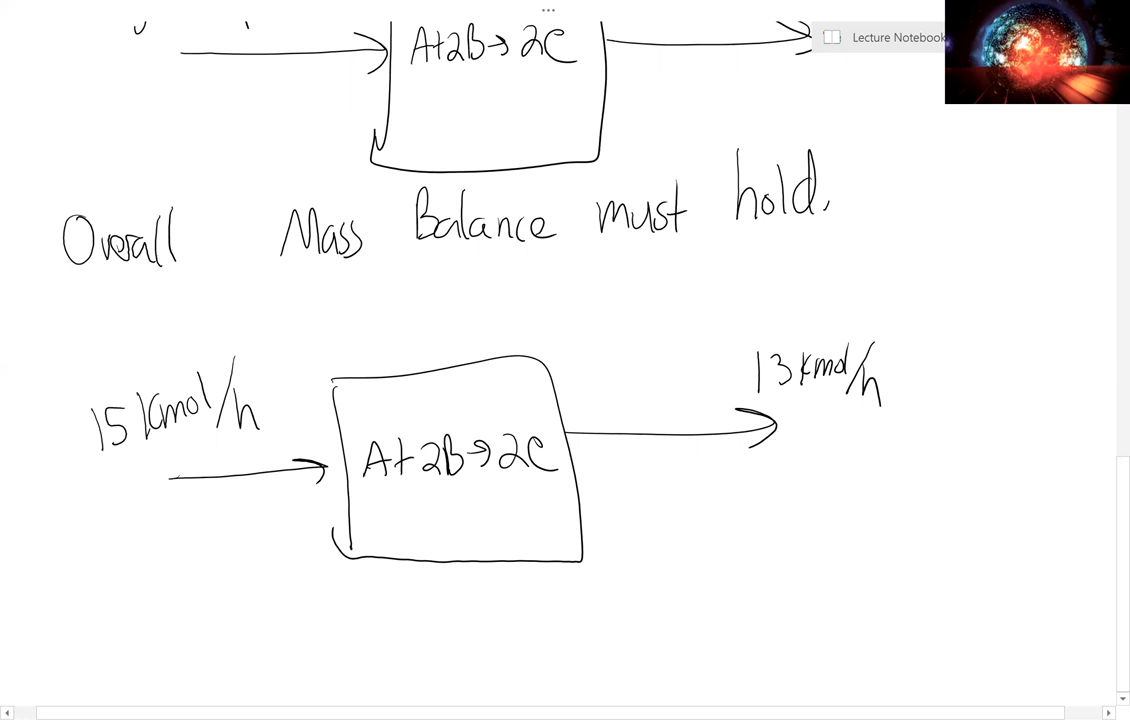 A+2B→2C
Lecture Notebook
Overall Mass Balance must hold.
15 Kmol/h
13 kmol/h
A+2B→2C